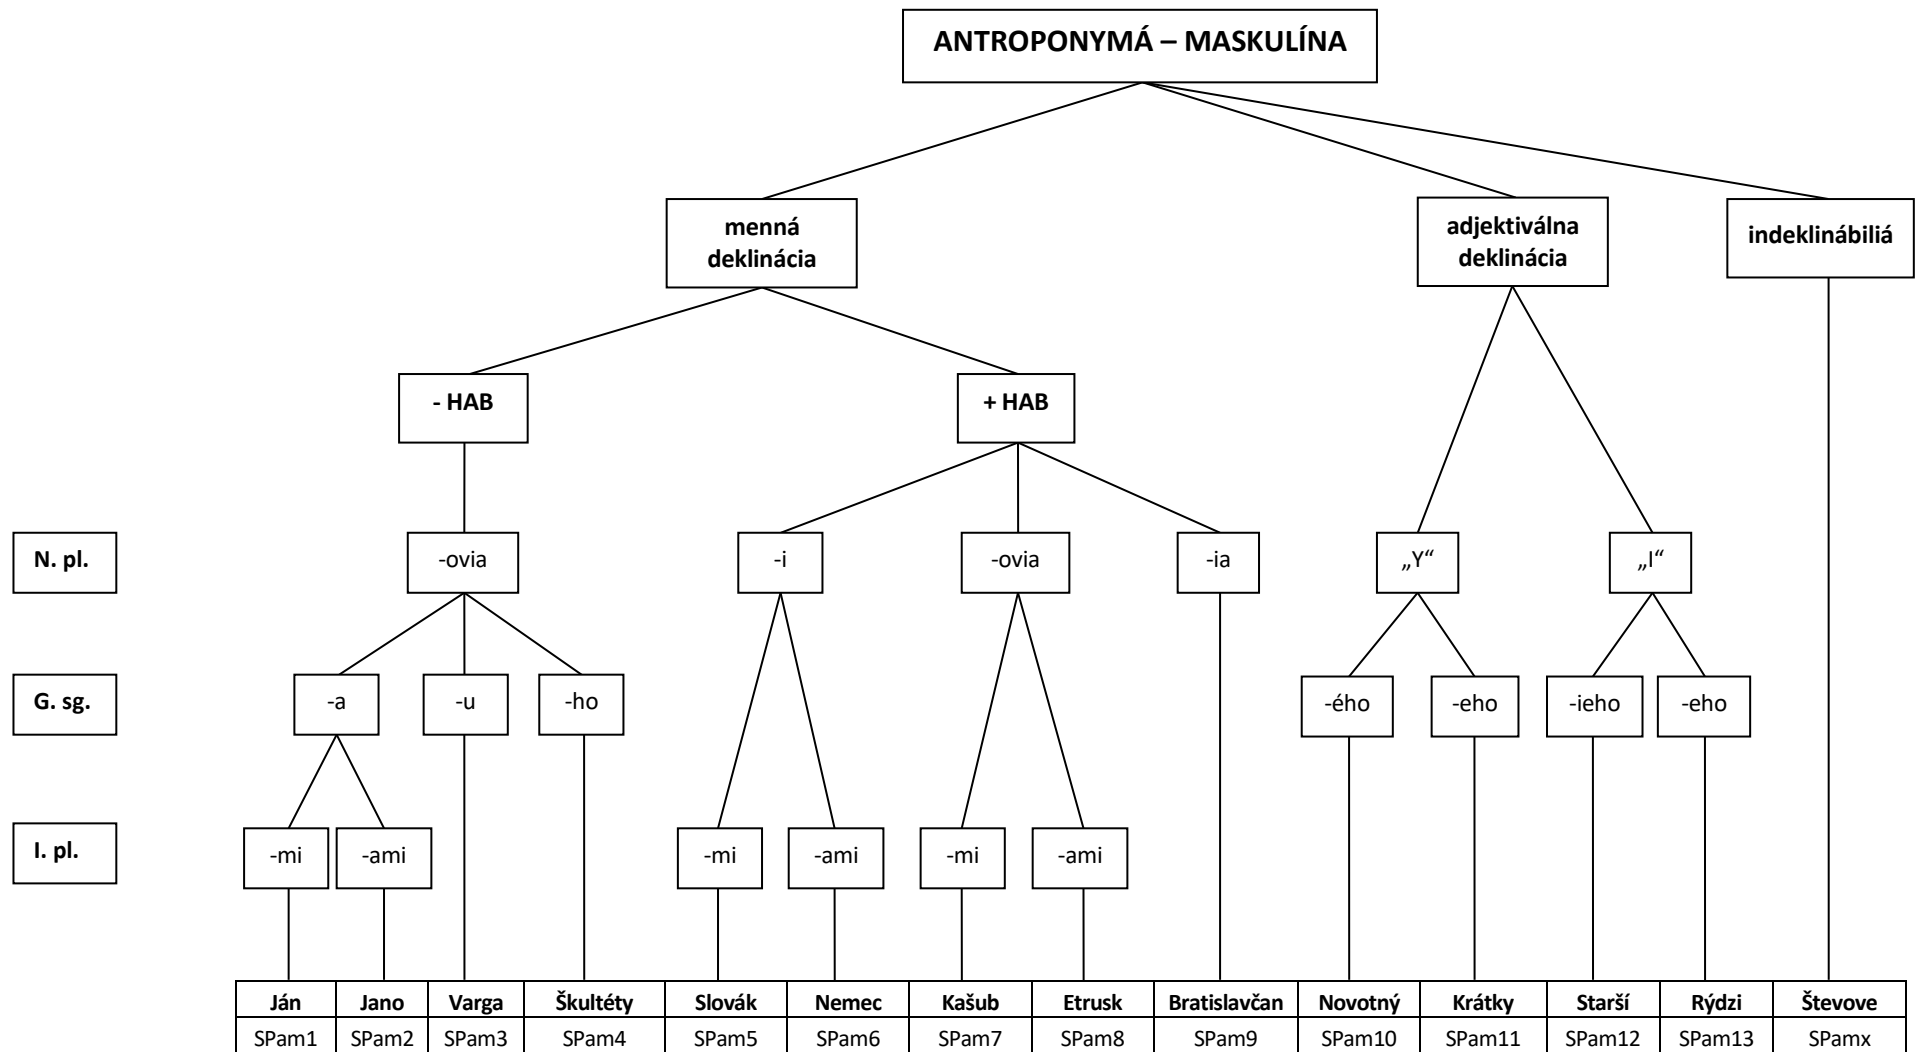 ANTROPONYMÁ – MASKULÍNA
menná
deklinácia
adjektiválna
deklinácia
indeklinábiliá
- HAB
+ HAB
N. pl.
-ovia
-i
-ovia
-ia
„Y“
„I“
G. sg.
-a
-u
-ho
-ého
-eho
-ieho
-eho
I. pl.
-mi
-ami
-mi
-ami
-mi
-ami
Ján Jano Varga Škultéty Slovák Nemec Kašub Etrusk Bratislavčan Novotný Krátky Starší Rýdzi Števove
SPam1 SPam2 SPam3 SPam4 SPam5 SPam6 SPam7 SPam8 SPam9 SPam10 SPam11 SPam12 SPam13 SPamx